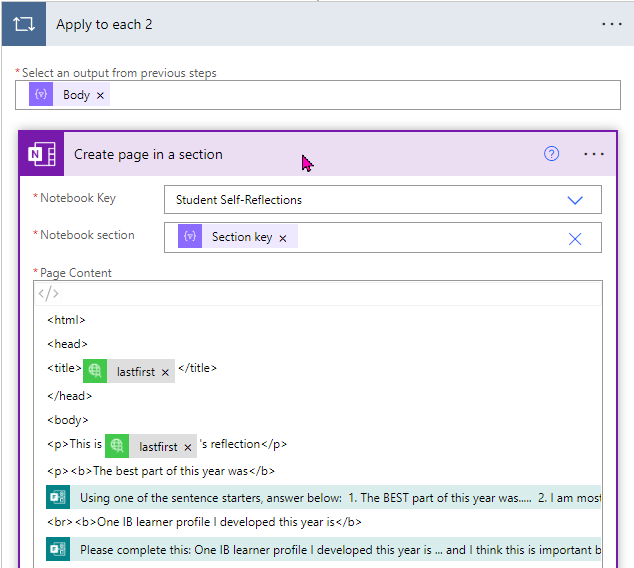 Apply to each 2
* Select an output from previous steps
{∇} Body ×
N Create page in a section ?
* Notebook Key Student Self-Reflections
* Notebook section {∇} Section key ×
* Page Content
</>
<html>
<head>
<title> lastfirst × </title>
</head>
<body>
<p>This is lastfirst × 's reflection</p>
<p><b>The best part of this year was</b>
Using one of the sentence starters, answer below: 1. The BEST part of this year was..... 2. I am most
<br><b>One IB learner profile I developed this year is</b>
Please complete this: One IB learner profile I developed this year is ... and I think this is important b